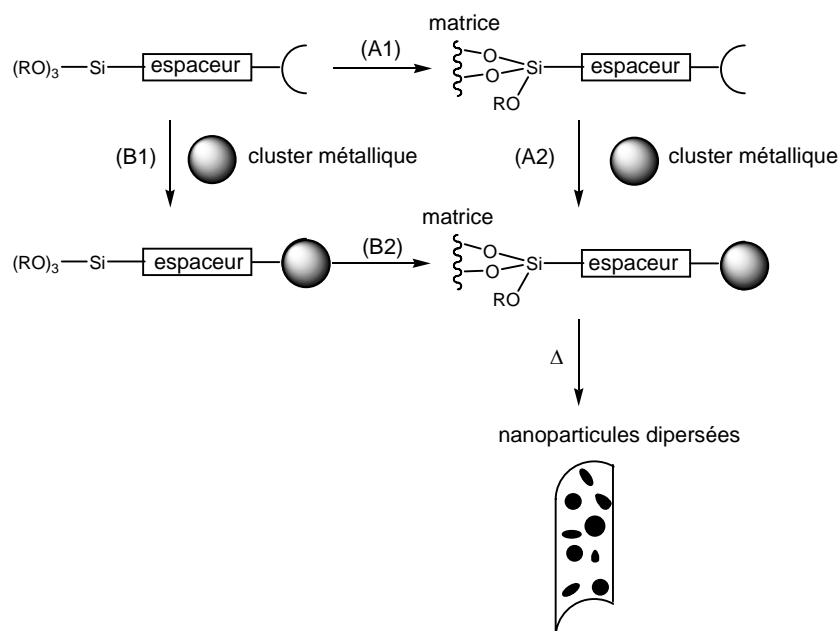 matrice
(RO)3 Si espaceur (A1) O O Si RO espaceur
(B1) cluster métallique (A2) cluster métallique
matrice
(RO)3 Si espaceur (B2) O O Si RO espaceur
Δ
nanoparticules dipersées